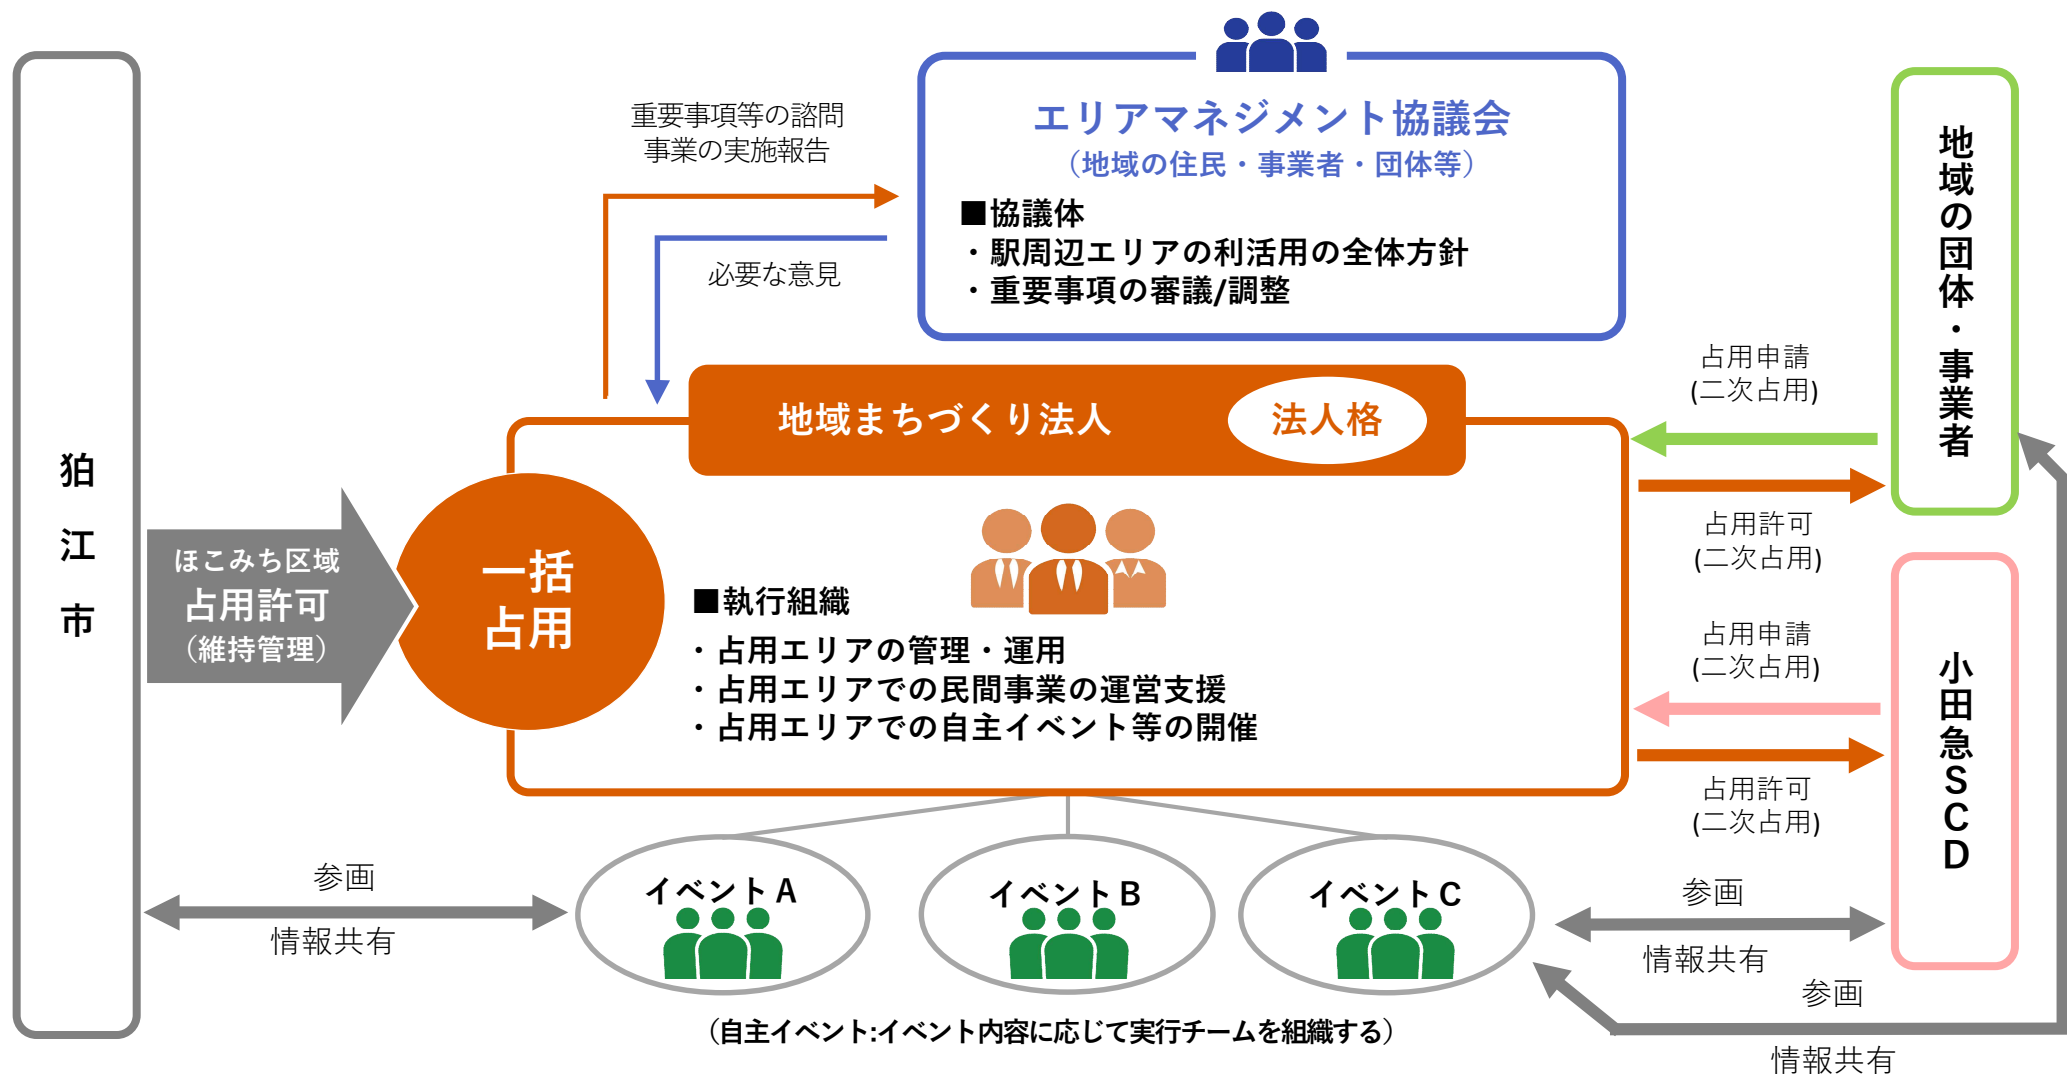 狛江市
重要事項等の諮問
事業の実施報告
必要な意見
エリアマネジメント協議会
（地域の住民・事業者・団体等）
■協議体
・駅周辺エリアの利活用の全体方針
・重要事項の審議/調整
地域まちづくり法人
法人格
ほこみち区域
占用許可
（維持管理）
一括
占用
■執行組織
・占用エリアの管理・運用
・占用エリアでの民間事業の運営支援
・占用エリアでの自主イベント等の開催
占用申請
(二次占用)
占用許可
(二次占用)
地域の団体・事業者
占用申請
(二次占用)
占用許可
(二次占用)
小田急SCD
参画
情報共有
イベントA
イベントB
イベントC
参画
情報共有
参画
情報共有
（自主イベント:イベント内容に応じて実行チームを組織する）